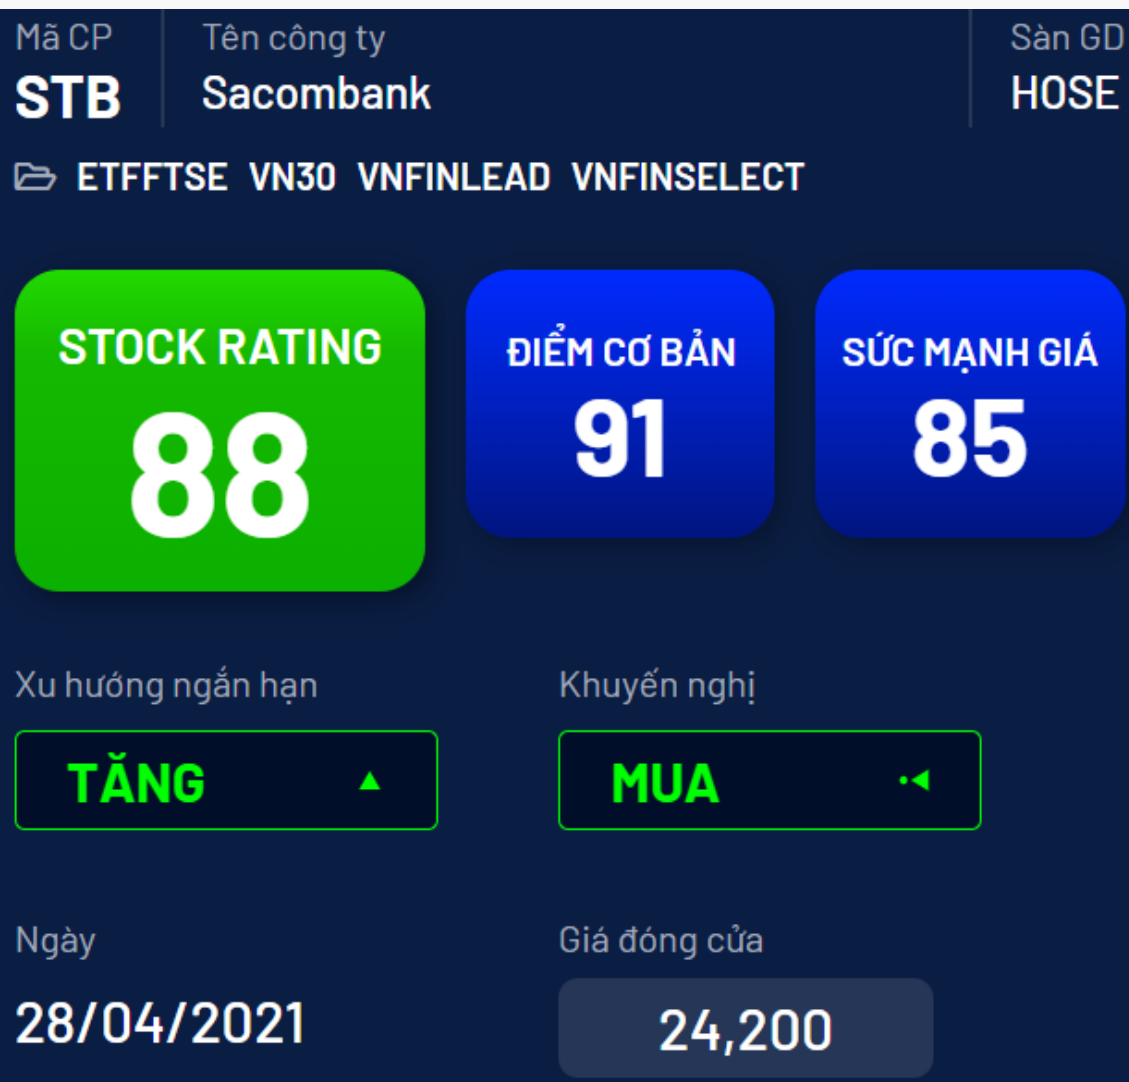 Mã CP Tên công ty Sàn GD
STB Sacombank HOSE
ETFFTSE VN30 VNFINLEAD VNFINSELECT
STOCK RATING
88
ĐIỂM CƠ BẢN
91
SỨC MẠNH GIÁ
85
Xu hướng ngắn hạn Khuyến nghị
TĂNG MUA
Ngày Giá đóng cửa
28/04/2021 24,200